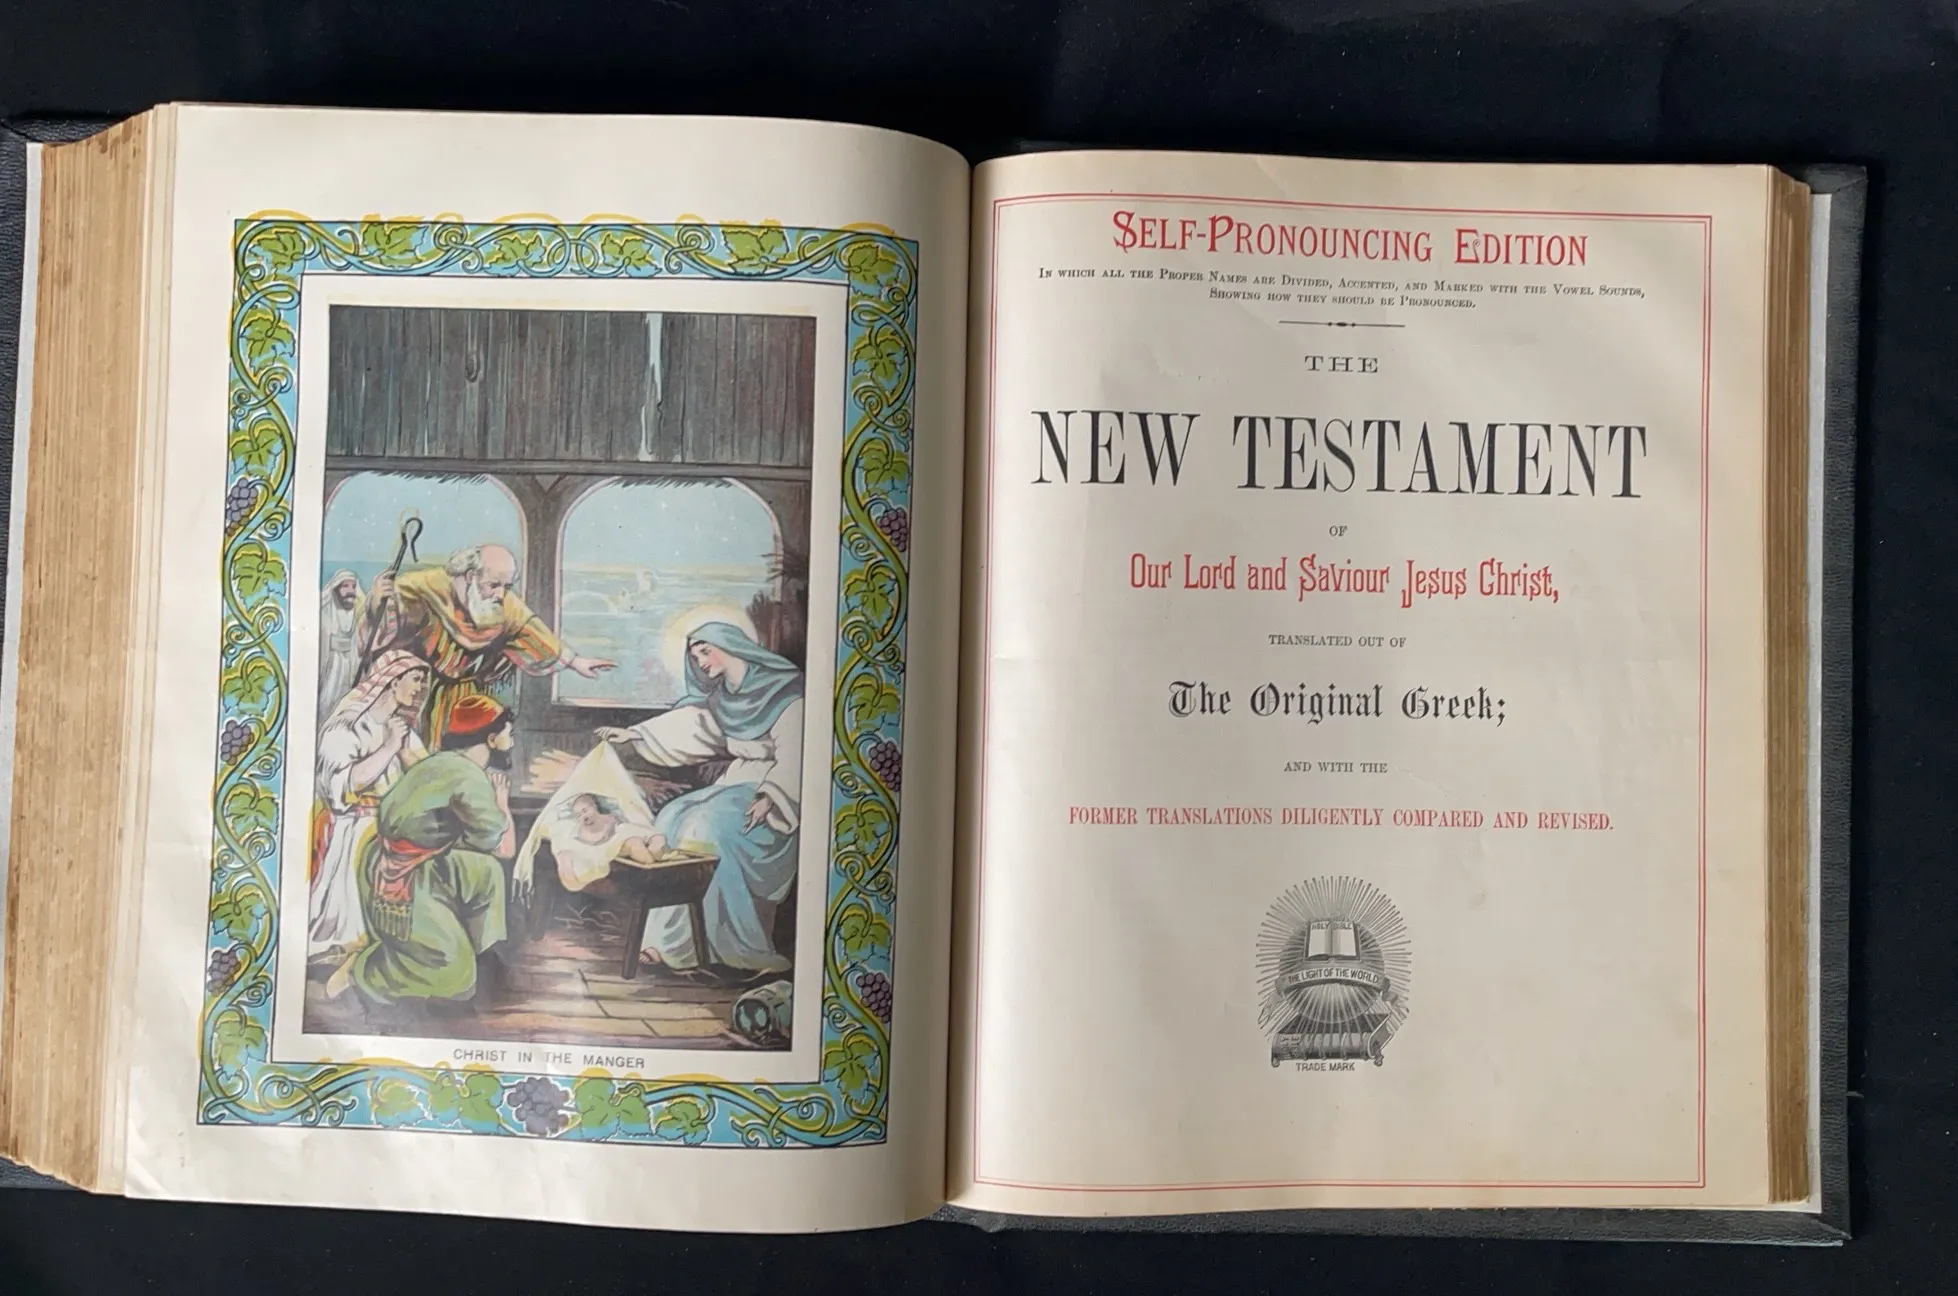 CHRIST IN THE MANGER
SELF-PRONOUNCING EDITION
IN WHICH ALL THE PROPER NAMES ARE DIVIDED, ACCENTED, AND MARKED WITH THE VOWEL SOUNDS,
SHOWING HOW THEY SHOULD BE PRONOUNCED.
THE
NEW TESTAMENT
OF
Our Lord and Saviour Jesus Christ,
TRANSLATED OUT OF
The Original Greek;
AND WITH THE
FORMER TRANSLATIONS DILIGENTLY COMPARED AND REVISED.
HOLY BIBLE
THE LIGHT OF THE WORLD
HOLY
BIBLE
TRADE MARK